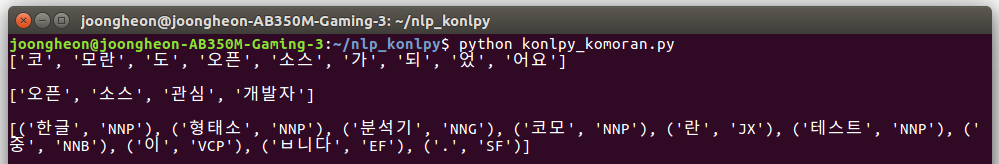 joongheon@joongheon-AB350M-Gaming-3: ~/nlp_konlpy
joongheon@joongheon-AB350M-Gaming-3:~/nlp_konlpy$ python konlpy_komoran.py
['코', '모란', '도', '오픈', '소스', '가', '되', '었', '어요']
['오픈', '소스', '관심', '개발자']
[('한글', 'NNP'), ('형태소', 'NNP'), ('분석기', 'NNG'), ('코모', 'NNP'), ('란', 'JX'), ('테스트', 'NNP'), ('
중', 'NNB'), ('이', 'VCP'), ('ㅂ니다', 'EF'), ('.', 'SF')]